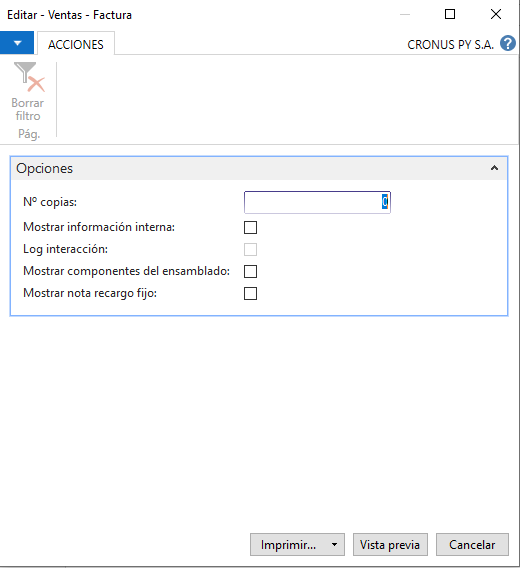 Editar - Ventas - Factura
ACCIONES
CRONUS PY S.A.
?
Borrar
filtro
Pág.
Opciones
Nº copias:
0
Mostrar información interna:
Log interacción:
Mostrar componentes del ensamblado:
Mostrar nota recargo fijo:
Imprimir...
Vista previa
Cancelar